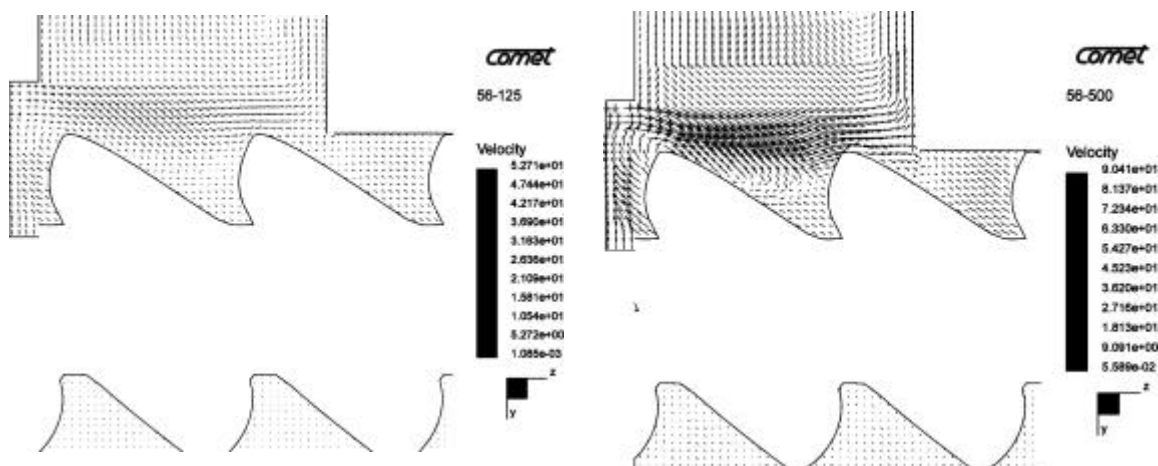 Comet
56-125
Velocity
5.271e+01
4.744e+01
4.217e+01
3.690e+01
3.163e+01
2.636e+01
2.109e+01
1.581e+01
1.054e+01
5.272e+00
1.085e-03
z
y
Comet
56-500
Velocity
9.041e+01
8.137e+01
7.234e+01
6.330e+01
5.427e+01
4.523e+01
3.620e+01
2.716e+01
1.813e+01
9.091e+00
5.589e-02
z
y